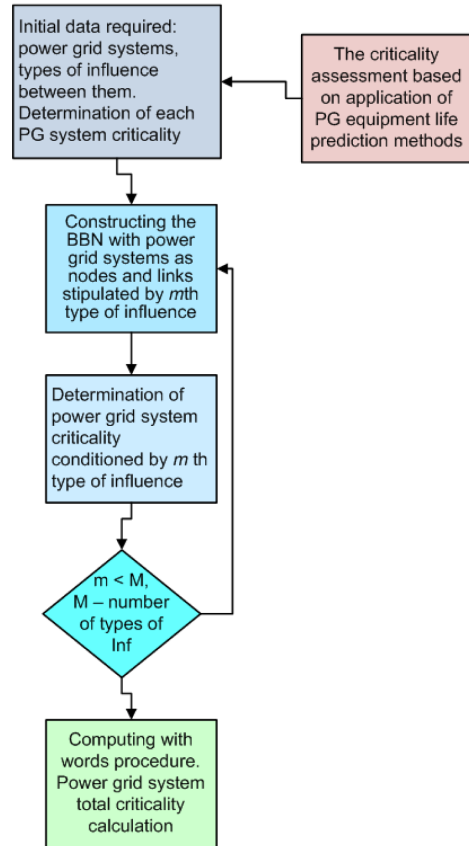 Initial data required:
power grid systems,
types of influence
between them.
Determination of each
PG system criticality
The criticality
assessment based
on application of
PG equipment life
prediction methods
Constructing the
BBN with power
grid systems as
nodes and links
stipulated by mth
type of influence
Determination of
power grid system
criticality
conditioned by m th
type of influence
m < M,
M – number
of types of
Inf
Computing with
words procedure.
Power grid system
total criticality
calculation